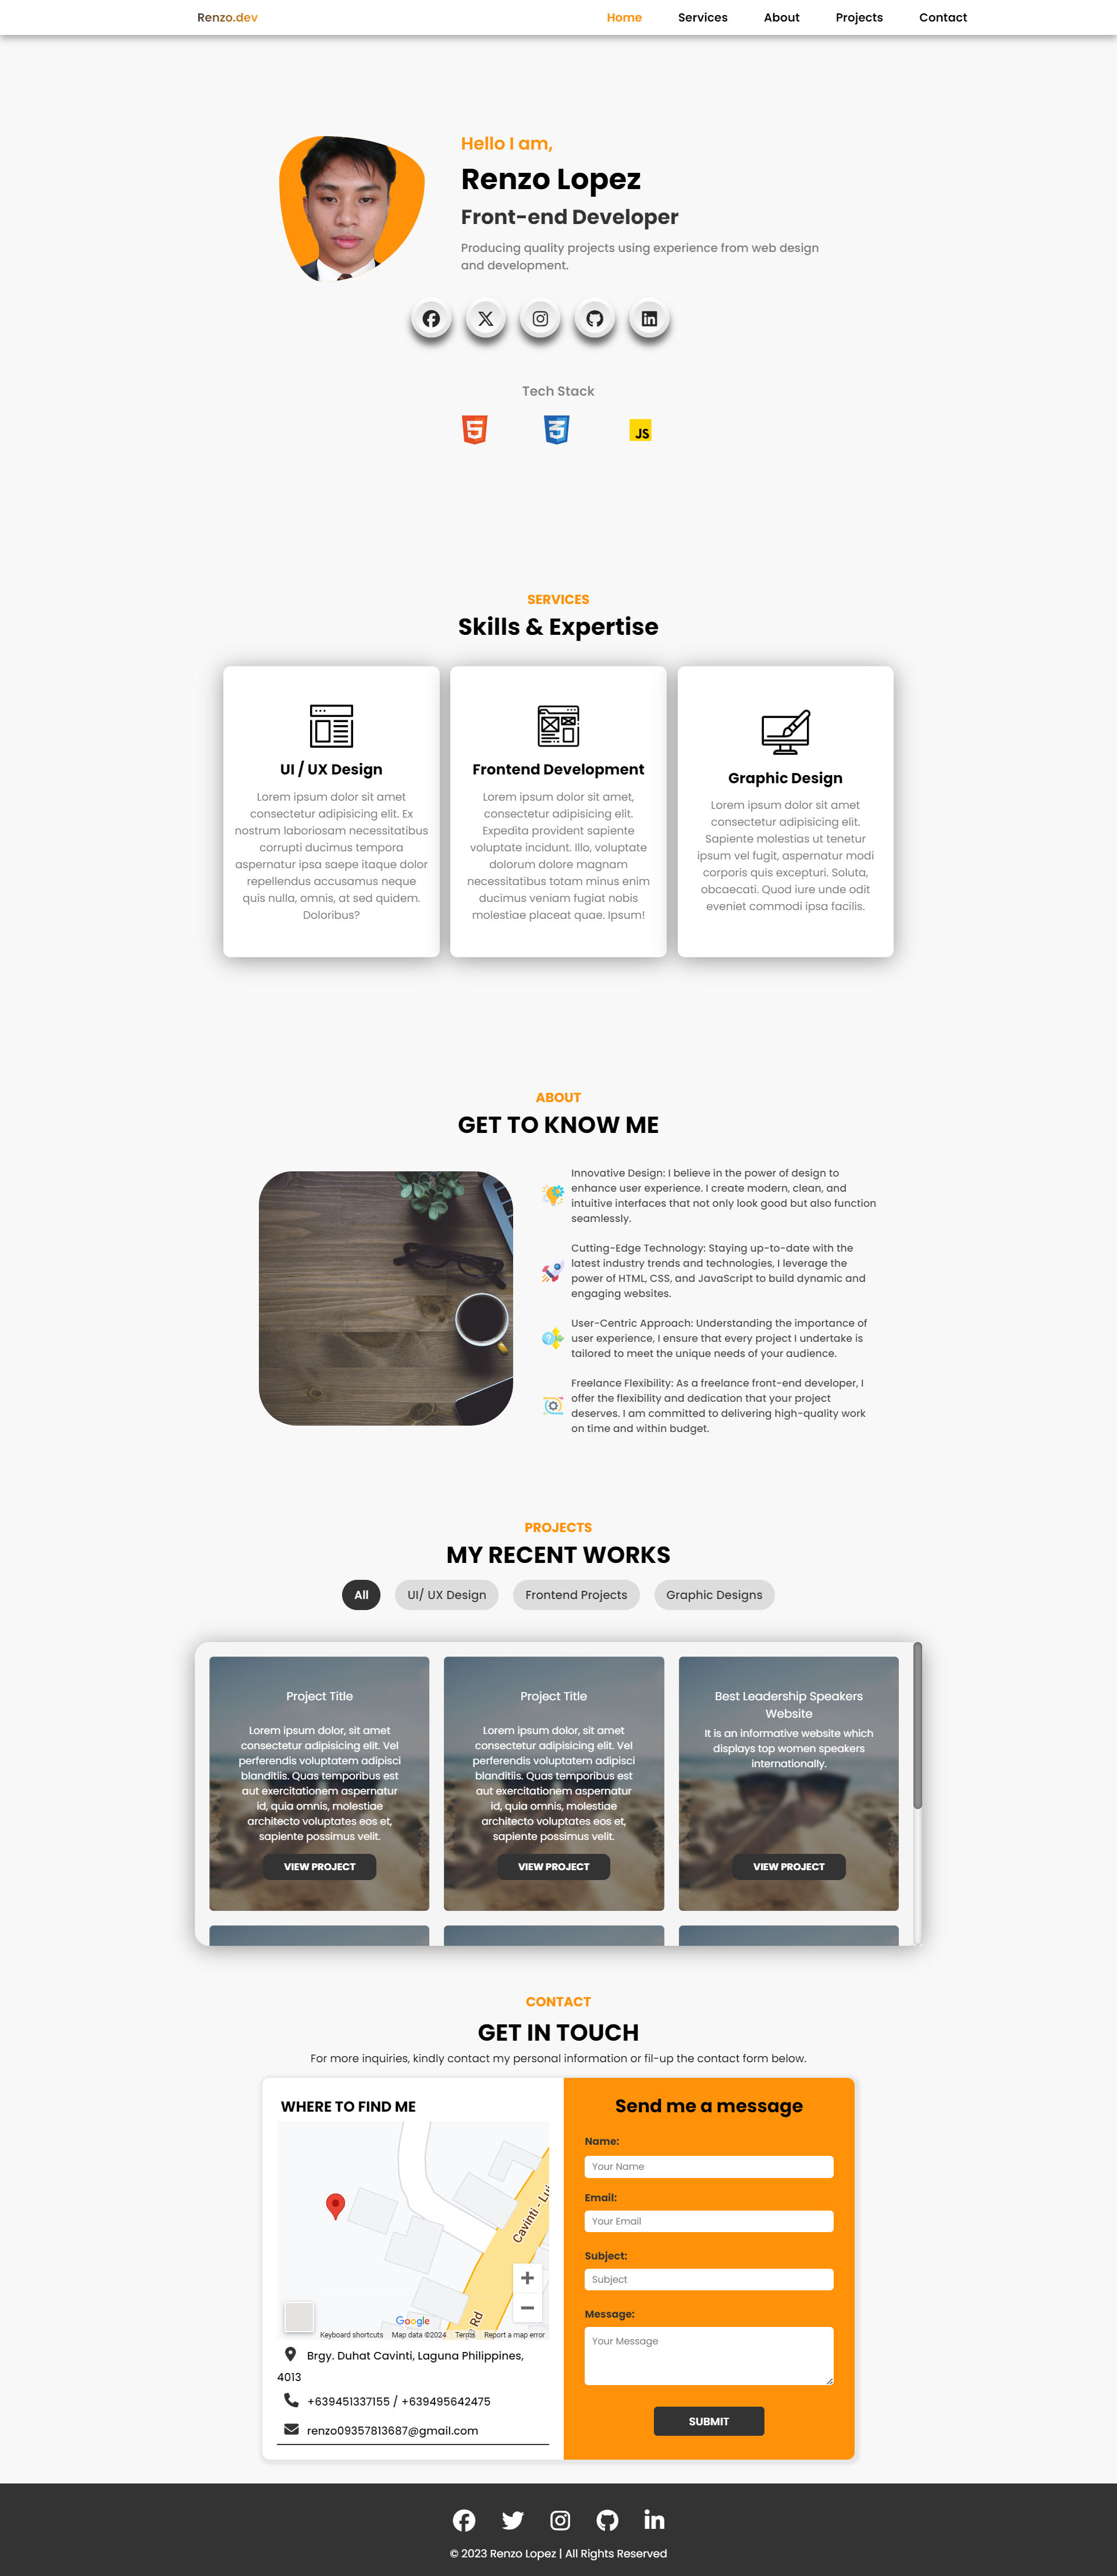 Renzo.dev
Home Services About Projects Contact
Hello I am,
Renzo Lopez
Front-end Developer
Producing quality projects using experience from web design
and development.
Tech Stack
5
3
JS
SERVICES
Skills & Expertise
UI / UX Design
Lorem ipsum dolor sit amet
consectetur adipisicing elit. Ex
nostrum laboriosam necessitatibus
corrupti ducimus tempora
aspernatur ipsa saepe itaque dolor
repellendus accusamus neque
quis nulla, omnis, at sed quidem.
Doloribus?
Frontend Development
Lorem ipsum dolor sit amet,
consectetur adipisicing elit.
Expedita provident sapiente
voluptate incidunt. Illo, voluptate
dolorum dolore magnam
necessitatibus totam minus enim
ducimus veniam fugiat nobis
molestiae placeat quae. Ipsum!
Graphic Design
Lorem ipsum dolor sit amet
consectetur adipisicing elit.
Sapiente molestias ut tenetur
ipsum vel fugit, aspernatur modi
corporis quis excepturi. Soluta,
obcaecati. Quod iure unde odit
eveniet commodi ipsa facilis.
ABOUT
GET TO KNOW ME
Innovative Design: I believe in the power of design to
enhance user experience. I create modern, clean, and
intuitive interfaces that not only look good but also function
seamlessly.
Cutting-Edge Technology: Staying up-to-date with the
latest industry trends and technologies, I leverage the
power of HTML, CSS, and JavaScript to build dynamic and
engaging websites.
User-Centric Approach: Understanding the importance of
user experience, I ensure that every project I undertake is
tailored to meet the unique needs of your audience.
Freelance Flexibility: As a freelance front-end developer, I
offer the flexibility and dedication that your project
deserves. I am committed to delivering high-quality work
on time and within budget.
PROJECTS
MY RECENT WORKS
All UI/ UX Design Frontend Projects Graphic Designs
Project Title
Lorem ipsum dolor, sit amet
consectetur adipisicing elit. Vel
perferendis voluptatem adipisci
blanditiis. Quas temporibus est
aut exercitationem aspernatur
id, quia omnis, molestiae
architecto voluptates eos et,
sapiente possimus velit.
VIEW PROJECT
Project Title
Lorem ipsum dolor, sit amet
consectetur adipisicing elit. Vel
perferendis voluptatem adipisci
blanditiis. Quas temporibus est
aut exercitationem aspernatur
id, quia omnis, molestiae
architecto voluptates eos et,
sapiente possimus velit.
VIEW PROJECT
Best Leadership Speakers
Website
It is an informative website which
displays top women speakers
internationally.
VIEW PROJECT
CONTACT
GET IN TOUCH
For more inquiries, kindly contact my personal information or fil-up the contact form below.
WHERE TO FIND ME
Cavinti - Lui
Rd
Google
Keyboard shortcuts Map data ©2024 Terms Report a map error
Brgy. Duhat Cavinti, Laguna Philippines,
4013
+639451337155 / +639495642475
renzo09357813687@gmail.com
Send me a message
Name:
Your Name
Email:
Your Email
Subject:
Subject
Message:
Your Message
SUBMIT
© 2023 Renzo Lopez | All Rights Reserved